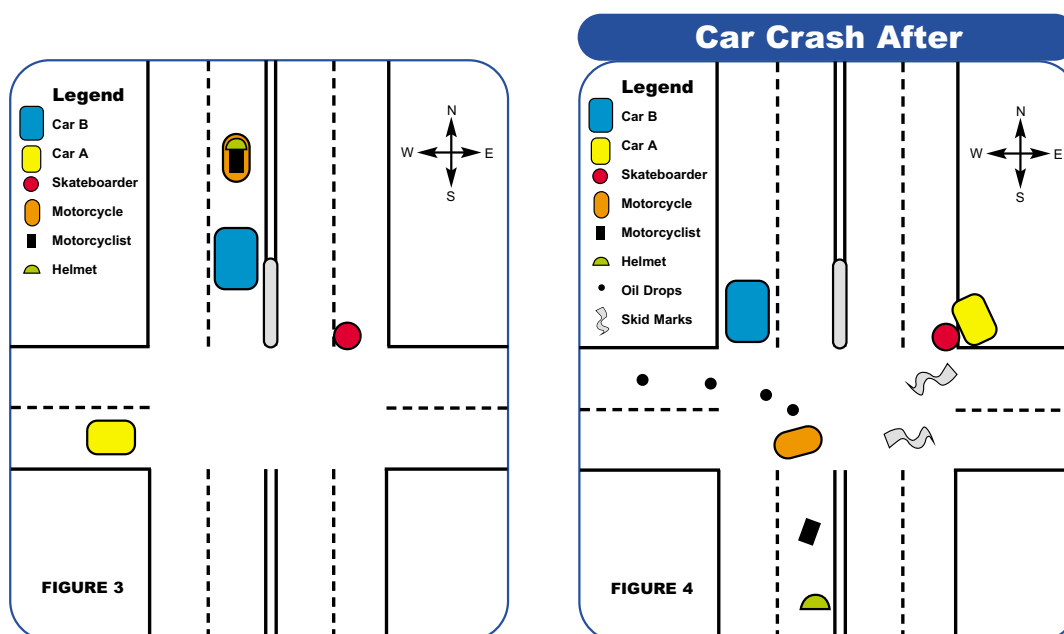 Car Crash After
Legend
Car B
Car A
Skateboarder
Motorcycle
Motorcyclist
Helmet
N
W E
S
FIGURE 3
Legend
Car B
Car A
Skateboarder
Motorcycle
Motorcyclist
Helmet
Oil Drops
Skid Marks
N
W E
S
FIGURE 4